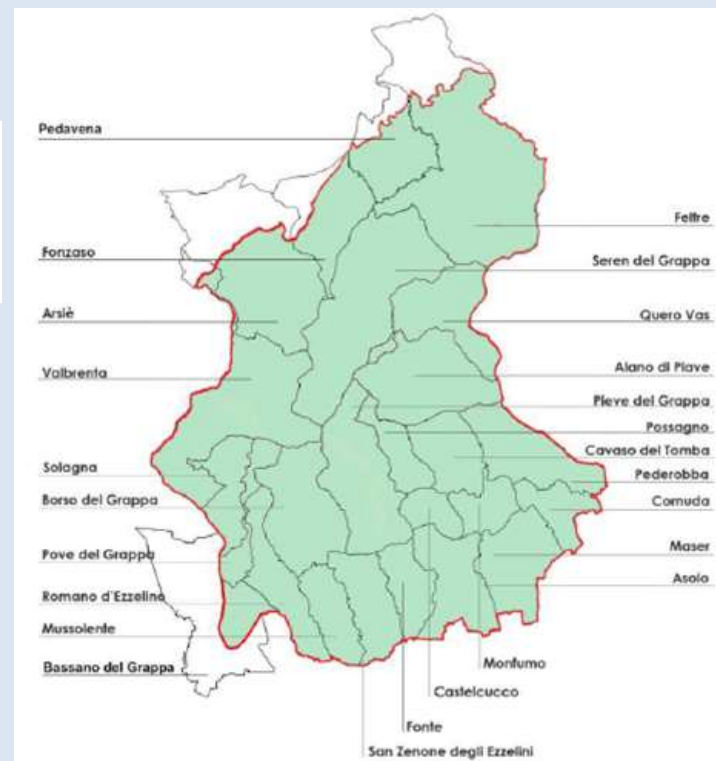 Pedavena
Feltre
Fonzaso
Seren del Grappa
Arsiè
Quero Vas
Alano di Piave
Valbrenta
Pieve del Grappa
Possagno
Cavaso del Tomba
Solagna
Pederobba
Borso del Grappa
Cornuda
Pove del Grappa
Maser
Asolo
Romano d'Ezzelino
Mussolente
Bassano del Grappa
Monfumo
Castelcucco
Fonte
San Zenone degli Ezzelini